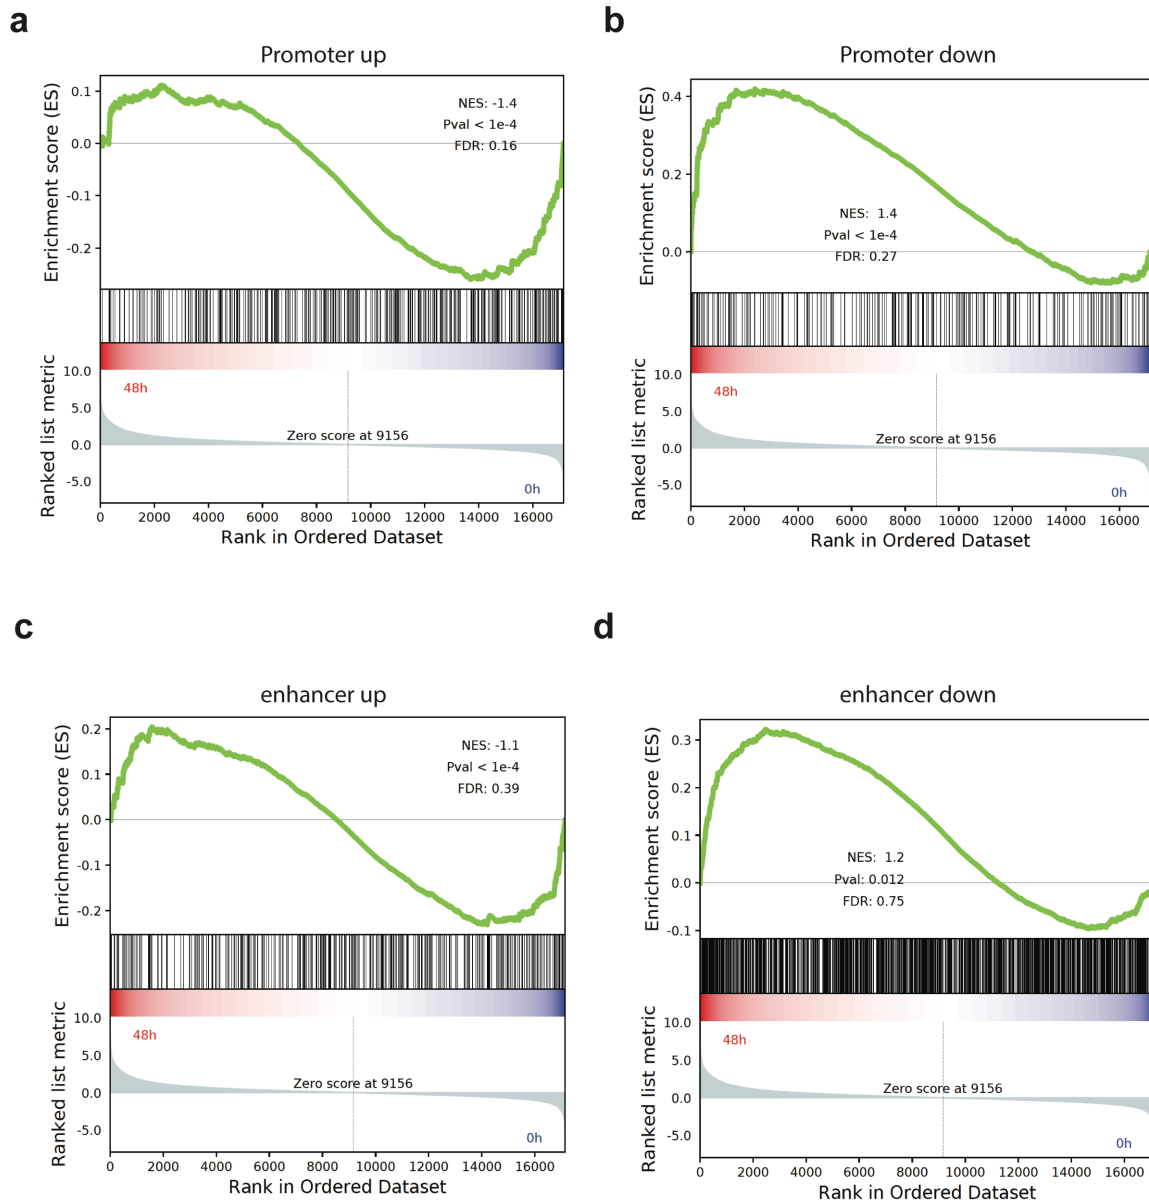 a
Promoter up
Enrichment score (ES)
0.1
0.0
-0.1
-0.2
NES: -1.4
Pval < 1e-4
FDR: 0.16
Ranked list metric
10.0
5.0
0.0
-5.0
48h
Zero score at 9156
0h
0 2000 4000 6000 8000 10000 12000 14000 16000
Rank in Ordered Dataset
b
Promoter down
Enrichment score (ES)
0.4
0.2
0.0
NES: 1.4
Pval < 1e-4
FDR: 0.27
Ranked list metric
10.0
5.0
0.0
-5.0
48h
Zero score at 9156
0h
0 2000 4000 6000 8000 10000 12000 14000 16000
Rank in Ordered Dataset
c
enhancer up
Enrichment score (ES)
0.2
0.1
0.0
-0.1
-0.2
NES: -1.1
Pval < 1e-4
FDR: 0.39
Ranked list metric
10.0
5.0
0.0
-5.0
48h
Zero score at 9156
0h
0 2000 4000 6000 8000 10000 12000 14000 16000
Rank in Ordered Dataset
d
enhancer down
Enrichment score (ES)
0.3
0.2
0.1
0.0
-0.1
NES: 1.2
Pval: 0.012
FDR: 0.75
Ranked list metric
10.0
5.0
0.0
-5.0
48h
Zero score at 9156
0h
0 2000 4000 6000 8000 10000 12000 14000 16000
Rank in Ordered Dataset